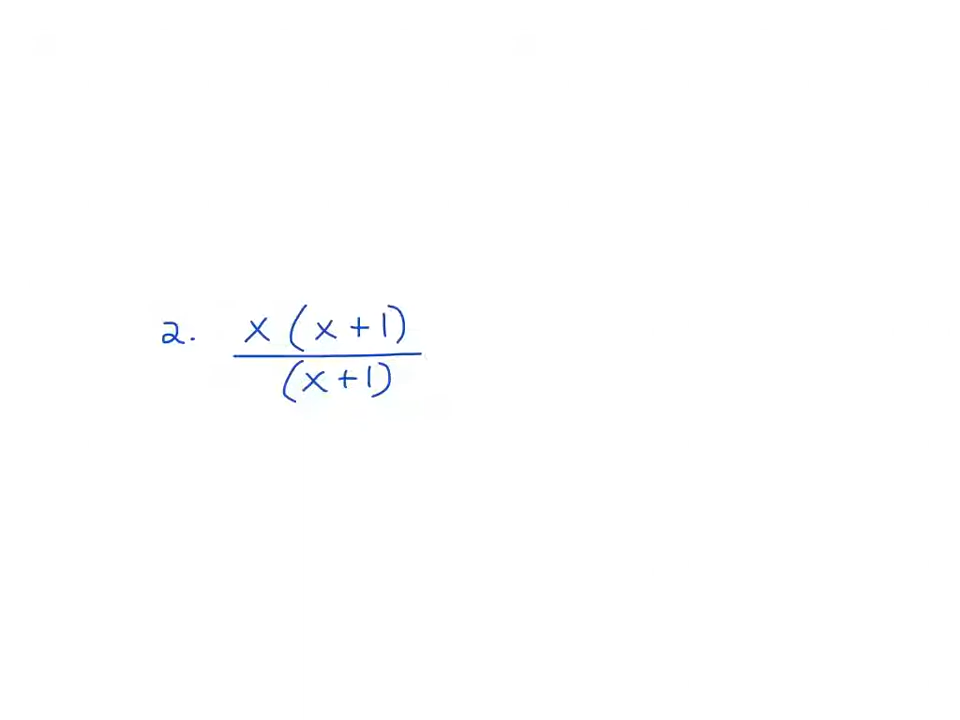 2. x (x+1)
(x+1)